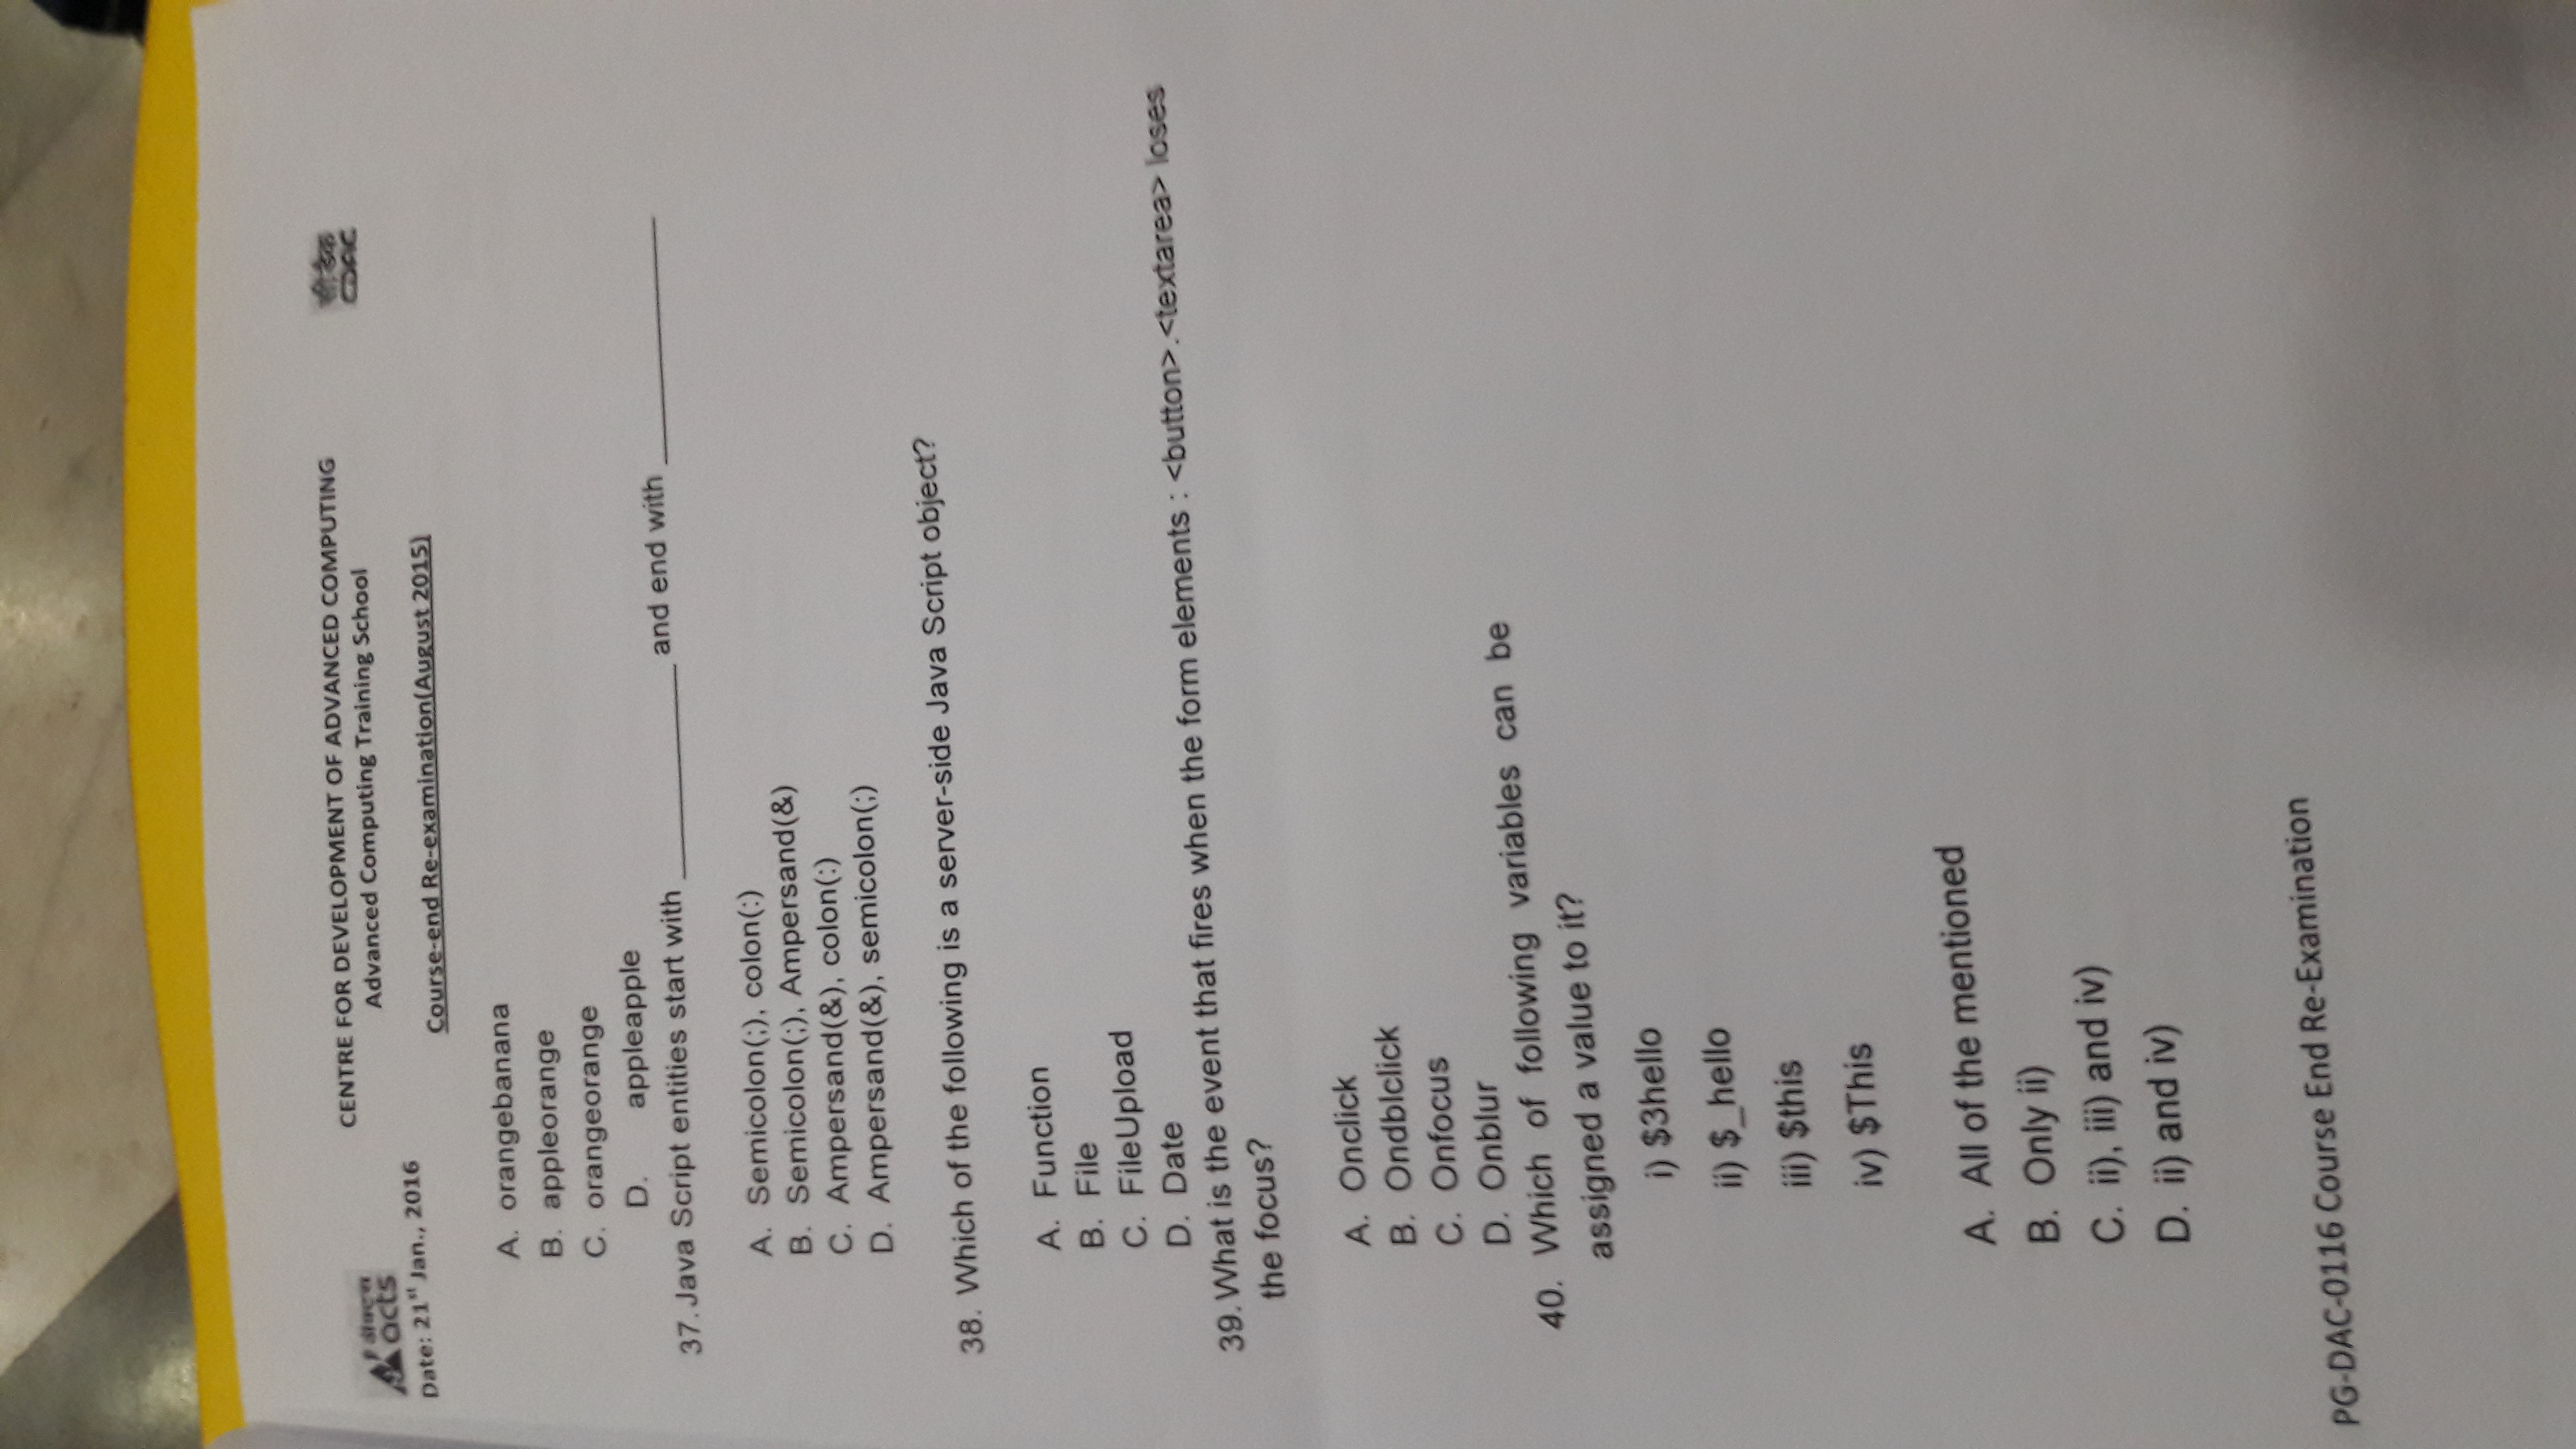 CENTRE FOR DEVELOPMENT OF ADVANCED COMPUTING
सी डैक
CDAC
Advanced Computing Training School
acts
Date: 21st Jan., 2016
Course-end Re-examination(August 2015)
A. orangebanana
B. appleorange
C. orangeorange
D. appleapple
37. Java Script entities start with ____________ and end with ______________
A. Semicolon(;), colon(:)
B. Semicolon(;), Ampersand(&)
C. Ampersand(&), colon(:)
D. Ampersand(&), semicolon(;)
38. Which of the following is a server-side Java Script object?
A. Function
B. File
C. FileUpload
D. Date
39. What is the event that fires when the form elements : <button>.<textarea> loses
the focus?
A. Onclick
B. Ondblclick
C. Onfocus
D. Onblur
40. Which of following variables can be
assigned a value to it?
i) $3hello
ii) $_hello
iii) $this
iv) $This
A. All of the mentioned
B. Only ii)
C. ii), iii) and iv)
D. ii) and iv)
PG-DAC-0116 Course End Re-Examination